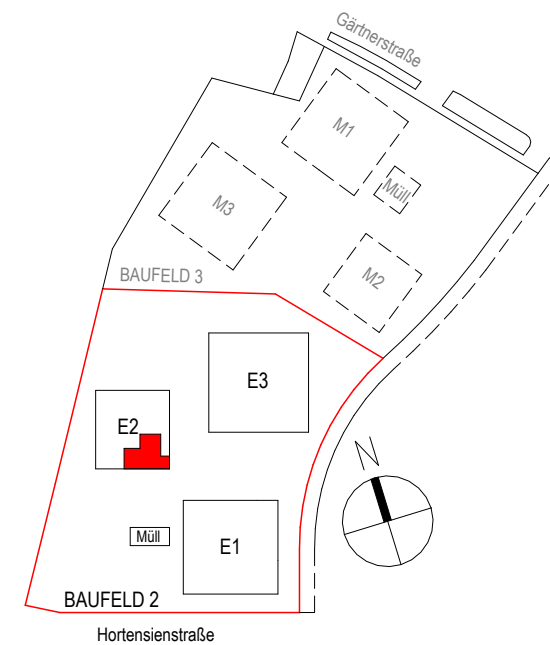 Gärtnerstraße
M1
Müll
M3
M2
BAUFELD 3
E3
E2
N
Müll
E1
BAUFELD 2
Hortensienstraße